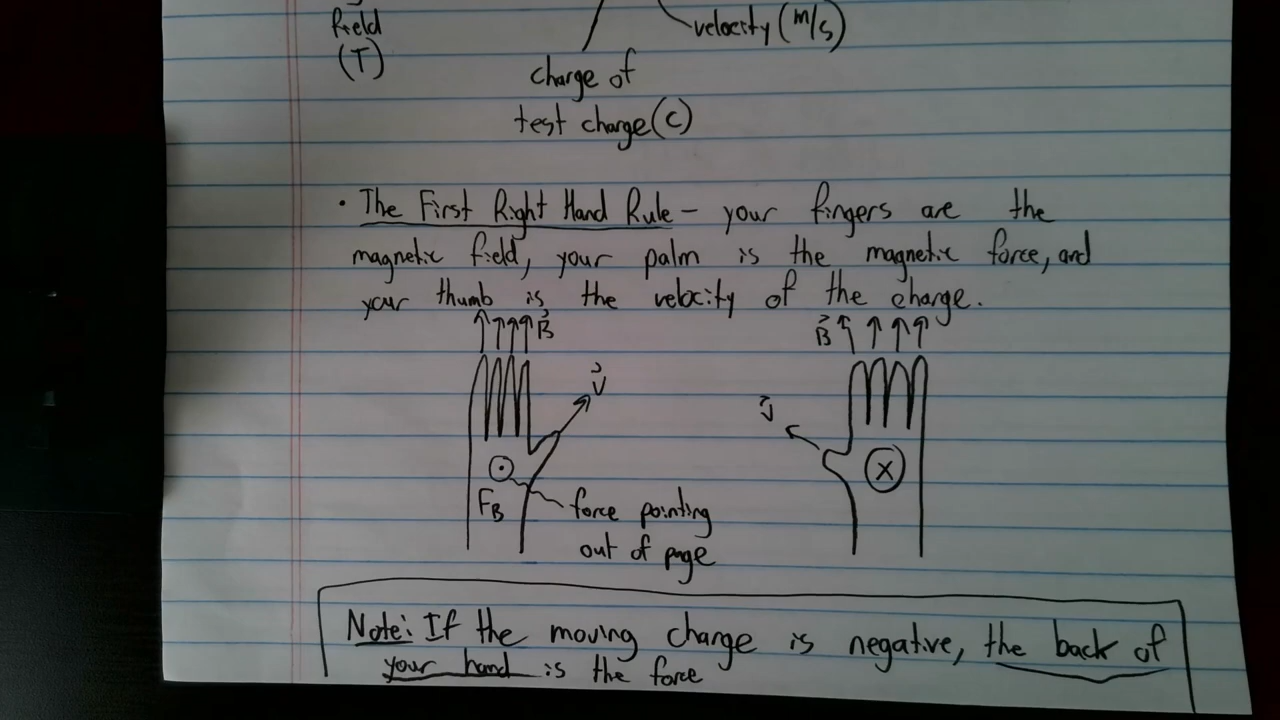 field
velocity (m/s)
(T)
charge of
test charge (C)
• The First Right Hand Rule – your fingers are the
magnetic field, your palm is the magnetic force, and
your thumb is the velocity of the charge.
B⃗
B⃗
v⃗
v⃗
X
F_B
force pointing
out of page
Note: If the moving charge is negative, the back of
your hand is the force